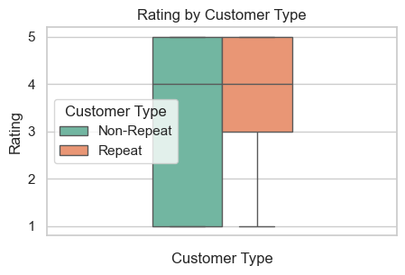 Rating by Customer Type
5
4
3
2
1
Rating
Customer Type
Non-Repeat
Repeat
Customer Type